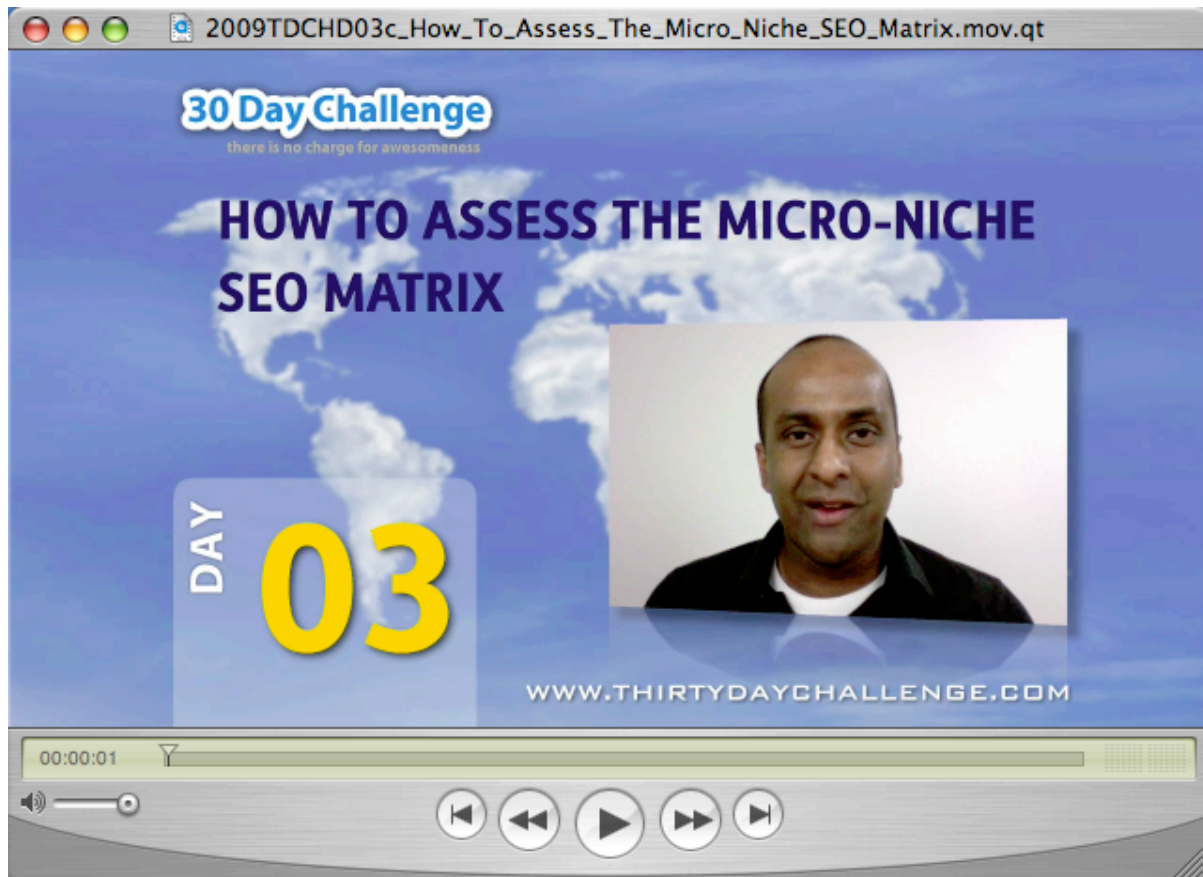 2009TDCHD03c_How_To_Assess_The_Micro_Niche_SEO_Matrix.mov.qt
30 Day Challenge
there is no charge for awesomeness
HOW TO ASSESS THE MICRO-NICHE
SEO MATRIX
DAY
03
WWW.THIRTYDAYCHALLENGE.COM
00:00:01